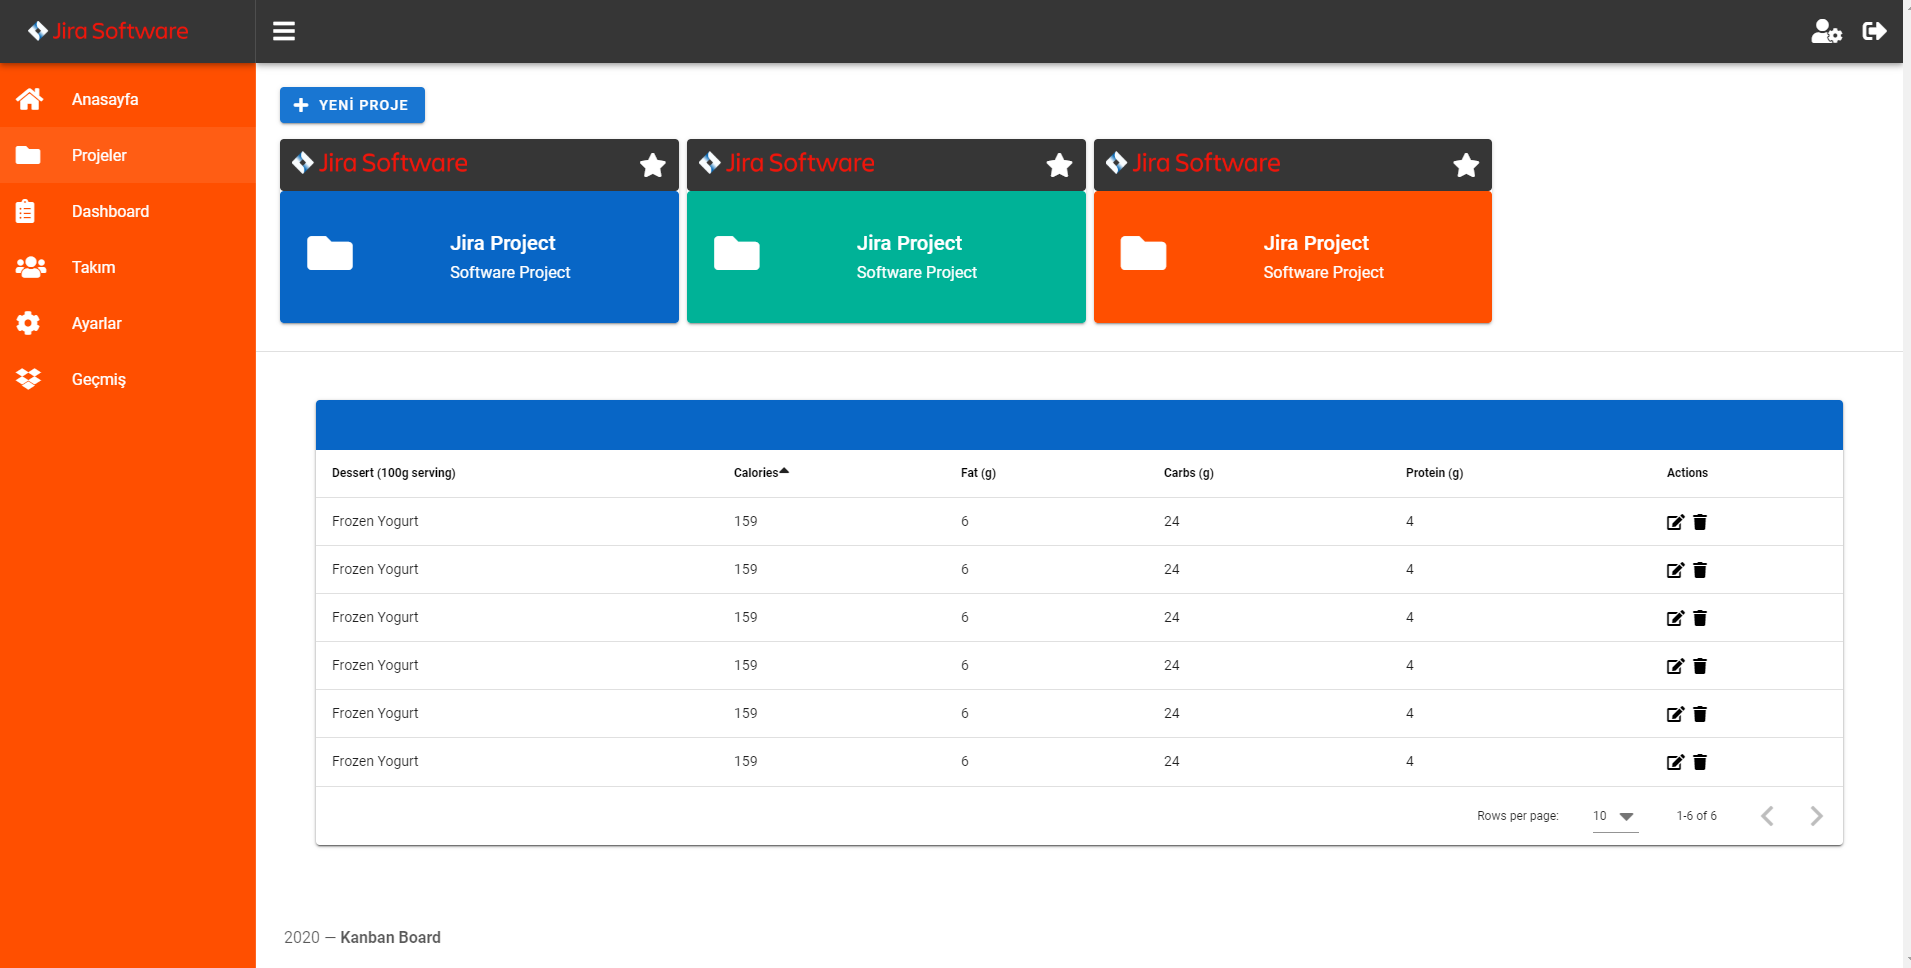 Jira Software
Anasayfa
Projeler
Dashboard
Takım
Ayarlar
Geçmiş
YENİ PROJE
Jira Software
Jira Project
Software Project
Jira Software
Jira Project
Software Project
Jira Software
Jira Project
Software Project
Dessert (100g serving) Calories Fat (g) Carbs (g) Protein (g) Actions
Frozen Yogurt 159 6 24 4
Frozen Yogurt 159 6 24 4
Frozen Yogurt 159 6 24 4
Frozen Yogurt 159 6 24 4
Frozen Yogurt 159 6 24 4
Frozen Yogurt 159 6 24 4
Rows per page: 10 1-6 of 6
2020 — Kanban Board